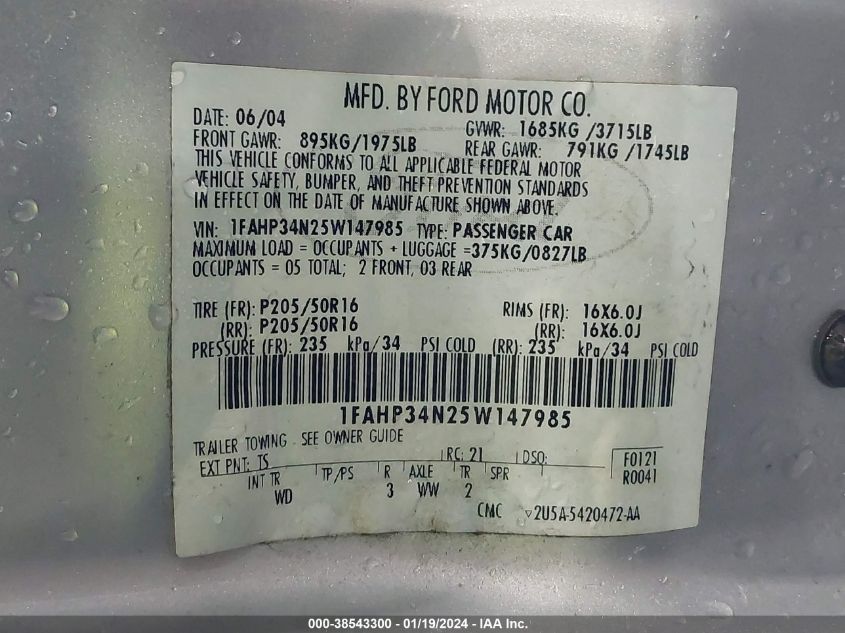 MFD. BY FORD MOTOR CO.
DATE: 06/04 GVWR: 1685KG /3715LB
FRONT GAWR: 895KG/1975LB REAR GAWR: 791KG /1745LB
THIS VEHICLE CONFORMS TO ALL APPLICABLE FEDERAL MOTOR
VEHICLE SAFETY, BUMPER, AND THEFT PREVENTION STANDARDS
IN EFFECT ON THE DATE OF MANUFACTURE SHOWN ABOVE.
VIN: 1FAHP34N25W147985 TYPE: PASSENGER CAR
MAXIMUM LOAD = OCCUPANTS + LUGGAGE =375KG/0827LB
OCCUPANTS = 05 TOTAL; 2 FRONT, 03 REAR
TIRE (FR): P205/50R16 RIMS (FR): 16X6.0J
(RR): P205/50R16 (RR): 16X6.0J
PRESSURE (FR): 235 kPa/34 PSI COLD (RR): 235 kPa/34 PSI COLD
1FAHP34N25W147985
TRAILER TOWING - SEE OWNER GUIDE
EXT PNT: TS RC: 21 DSO: F0121
INT TR TP/PS R AXLE TR SPR R0041
WD 3 WW 2
CMC ▿2U5A-5420472-AA
000-38543300 - 01/19/2024 - IAA Inc.